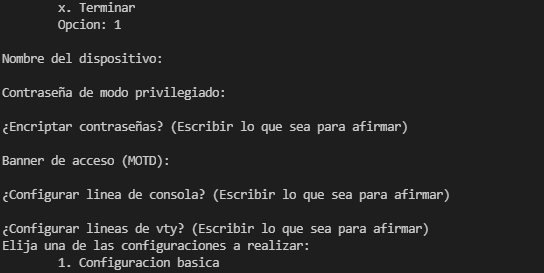 x. Terminar
Opcion: 1
Nombre del dispositivo:
Contraseña de modo privilegiado:
¿Encriptar contraseñas? (Escribir lo que sea para afirmar)
Banner de acceso (MOTD):
¿Configurar linea de consola? (Escribir lo que sea para afirmar)
¿Configurar lineas de vty? (Escribir lo que sea para afirmar)
Elija una de las configuraciones a realizar:
1. Configuracion basica